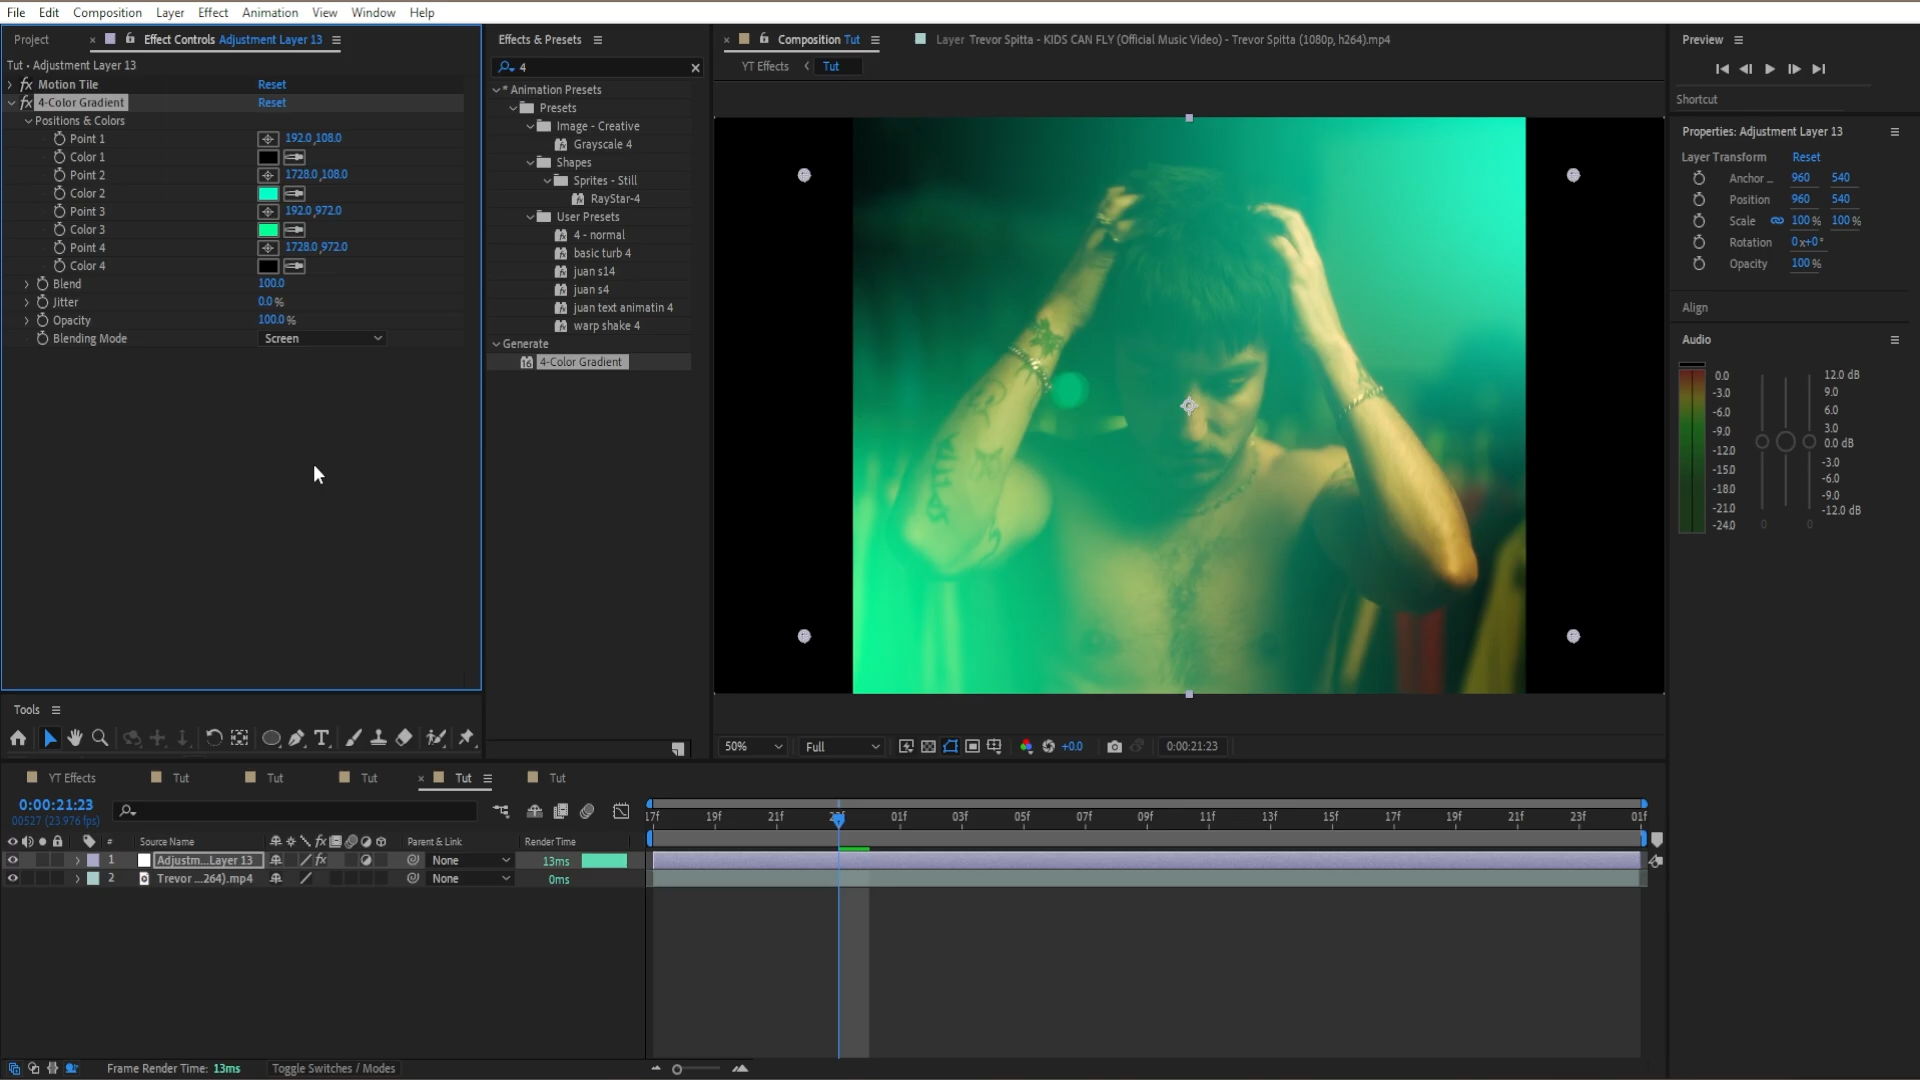 File Edit Composition Layer Effect Animation View Window Help
Project × Effect Controls Adjustment Layer 13
Tut • Adjustment Layer 13
fx Motion Tile Reset
fx 4-Color Gradient Reset
Positions & Colors
Point 1 192.0,108.0
Color 1
Point 2 1728.0,108.0
Color 2
Point 3 192.0,972.0
Color 3
Point 4 1728.0,972.0
Color 4
Blend 100.0
Jitter 0.0 %
Opacity 100.0 %
Blending Mode Screen
Effects & Presets
4 ×
* Animation Presets
Presets
Image - Creative
Grayscale 4
Shapes
Sprites - Still
RayStar-4
User Presets
4 - normal
basic turb 4
juan s14
juan s4
juan text animatin 4
warp shake 4
Generate
4-Color Gradient
× Composition Tut Layer Trevor Spitta - KIDS CAN FLY (Official Music Video) - Trevor Spitta (1080p, h264).mp4
YT Effects < Tut
50% Full +0.0 0:00:21:23
Preview
Shortcut
Properties: Adjustment Layer 13
Layer Transform Reset
Anchor ... 960 540
Position 960 540
Scale 100 % 100 %
Rotation 0x+0°
Opacity 100 %
Align
Audio
0.0
-3.0
-6.0
-9.0
-12.0
-15.0
-18.0
-21.0
-24.0
12.0 dB
9.0
6.0
3.0
0.0 dB
-3.0
-6.0
-9.0
-12.0 dB
0 0
Tools
YT Effects Tut Tut Tut × Tut Tut
0:00:21:23
00527 (23.976 fps)
# Source Name fx Parent & Link Render Time
1 Adjustm...Layer 13 fx None 13ms
2 Trevor ...264).mp4 None 0ms
17f 19f 21f 01f 03f 05f 07f 09f 11f 13f 15f 17f 19f 21f 23f 01f
Frame Render Time: 13ms Toggle Switches / Modes